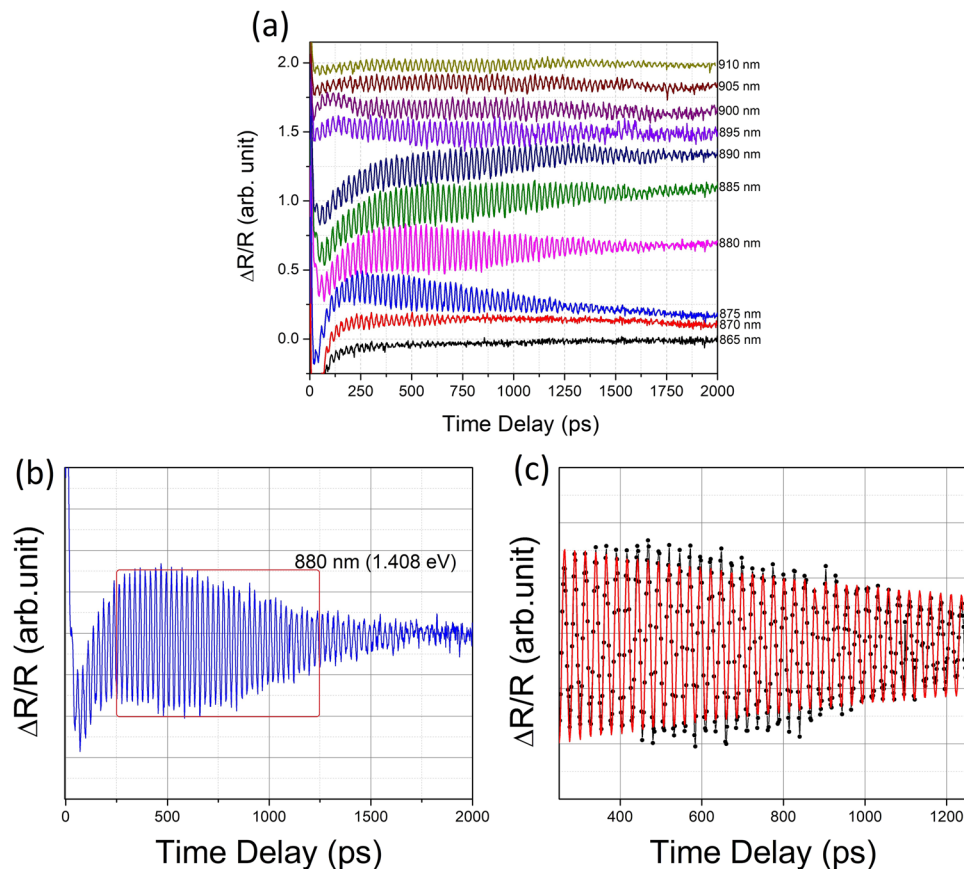 (a)
ΔR/R (arb. unit)
2.0
1.5
1.0
0.5
0.0
910 nm
905 nm
900 nm
895 nm
890 nm
885 nm
880 nm
875 nm
870 nm
865 nm
0 250 500 750 1000 1250 1500 1750 2000
Time Delay (ps)
(b)
ΔR/R (arb.unit)
880 nm (1.408 eV)
0 500 1000 1500 2000
Time Delay (ps)
(c)
ΔR/R (arb.unit)
400 600 800 1000 1200
Time Delay (ps)